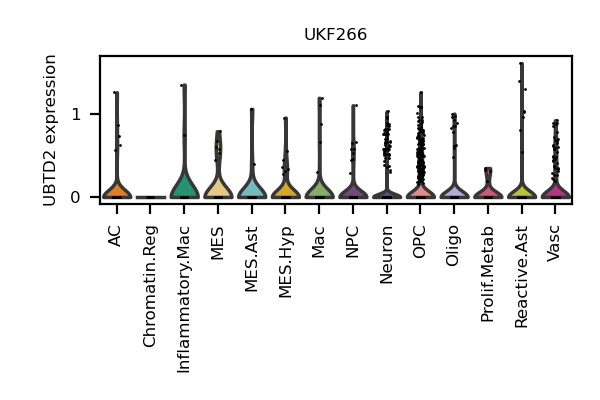 UKF266
UBTD2 expression
1
0
AC
Chromatin.Reg
Inflammatory.Mac
MES
MES.Ast
MES.Hyp
Mac
NPC
Neuron
OPC
Oligo
Prolif.Metab
Reactive.Ast
Vasc